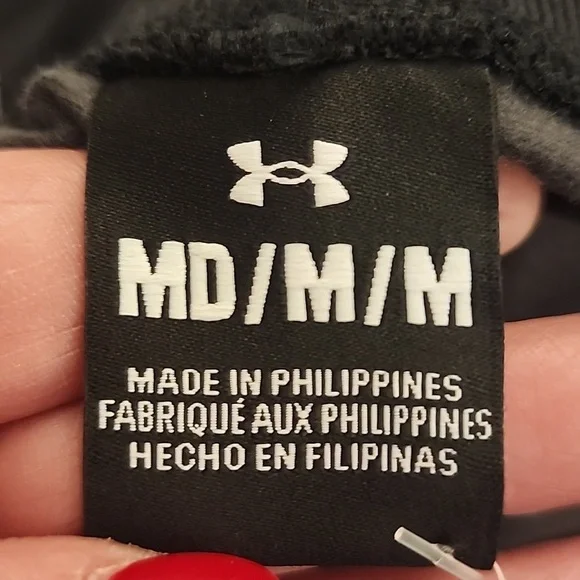 MD/M/M
MADE IN PHILIPPINES
FABRIQUÉ AUX PHILIPPINES
HECHO EN FILIPINAS